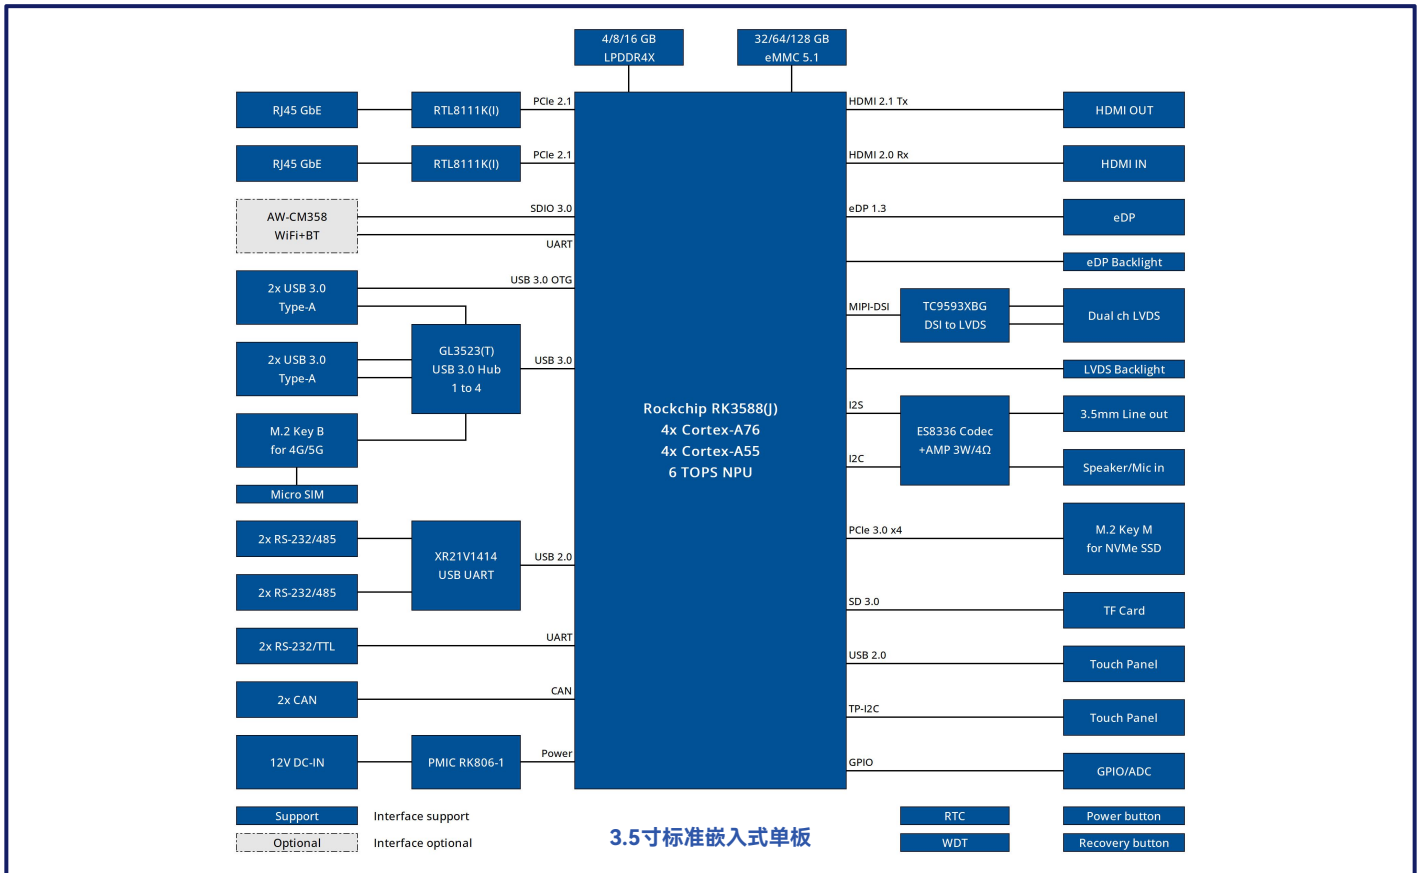 4/8/16 GB
LPDDR4X
32/64/128 GB
eMMC 5.1
RJ45 GbE
RTL8111K(I)
PCIe 2.1
RJ45 GbE
RTL8111K(I)
PCIe 2.1
AW-CM358
WiFi+BT
SDIO 3.0
UART
2x USB 3.0
Type-A
USB 3.0 OTG
2x USB 3.0
Type-A
GL3523(T)
USB 3.0 Hub
1 to 4
USB 3.0
M.2 Key B
for 4G/5G
Micro SIM
2x RS-232/485
2x RS-232/485
XR21V1414
USB UART
USB 2.0
2x RS-232/TTL
UART
2x CAN
CAN
12V DC-IN
PMIC RK806-1
Power
Rockchip RK3588(J)
4x Cortex-A76
4x Cortex-A55
6 TOPS NPU
HDMI 2.1 Tx
HDMI OUT
HDMI 2.0 Rx
HDMI IN
eDP 1.3
eDP
eDP Backlight
MIPI-DSI
TC9593XBG
DSI to LVDS
Dual ch LVDS
LVDS Backlight
I2S
I2C
ES8336 Codec
+AMP 3W/4Ω
3.5mm Line out
Speaker/Mic in
PCIe 3.0 x4
M.2 Key M
for NVMe SSD
SD 3.0
TF Card
USB 2.0
Touch Panel
TP-I2C
Touch Panel
GPIO
GPIO/ADC
Support
Interface support
Optional
Interface optional
3.5寸标准嵌入式单板
RTC
WDT
Power button
Recovery button